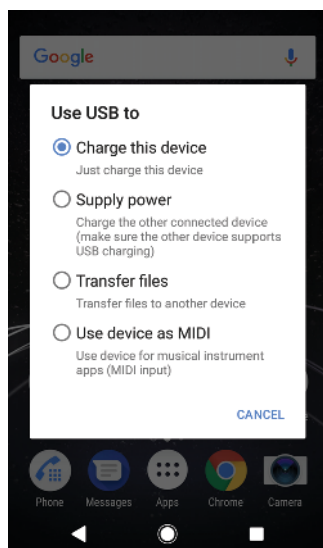 Google
Use USB to
Charge this device
Just charge this device
Supply power
Charge the other connected device
(make sure the other device supports
USB charging)
Transfer files
Transfer files to another device
Use device as MIDI
Use device for musical instrument
apps (MIDI input)
CANCEL
Phone Messages Apps Chrome Camera